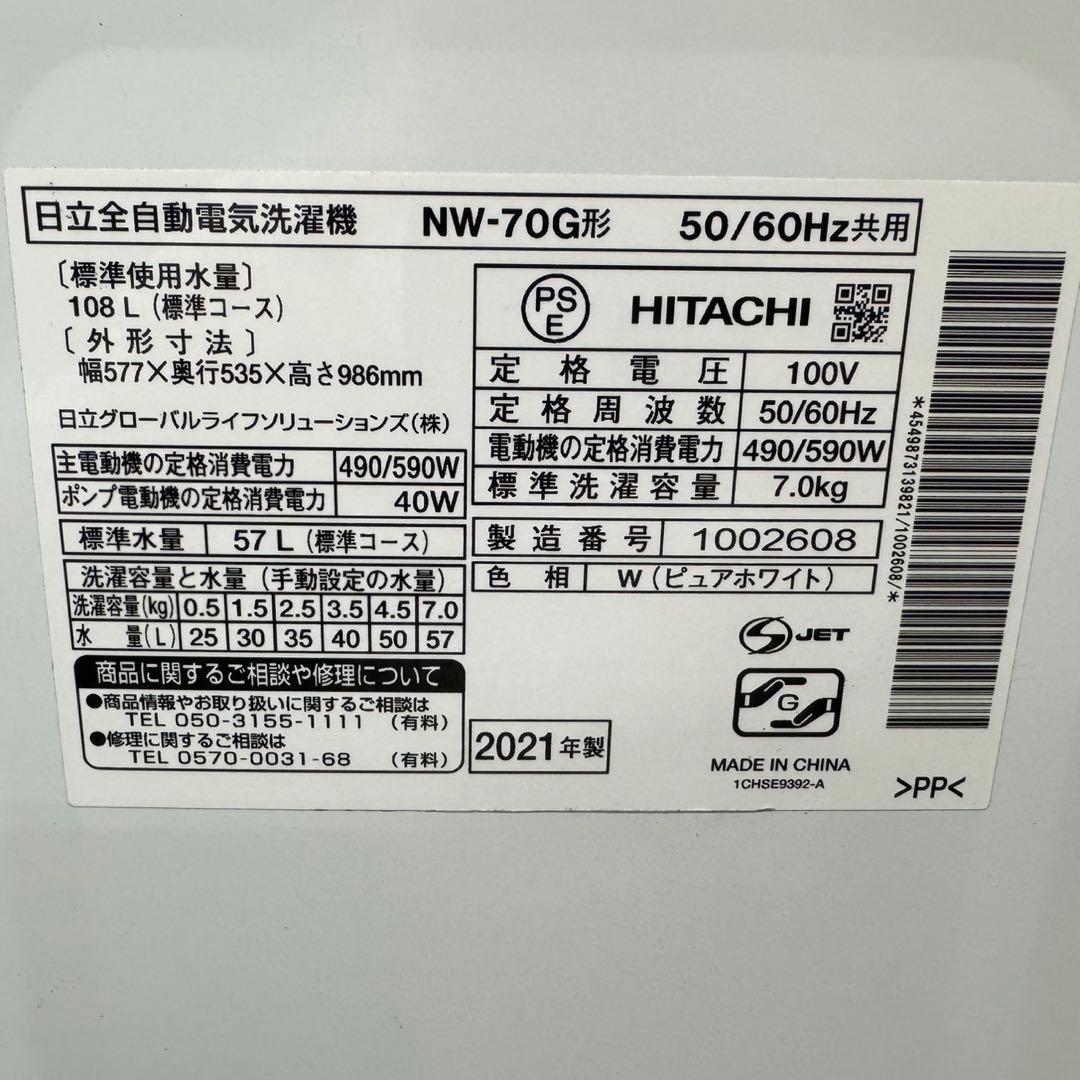 日立全自動電気洗濯機 NW-70G形 50/60Hz共用
〔標準使用水量〕
108 L (標準コース)
〔外形寸法〕
幅577×奥行535×高さ986mm
日立グローバルライフソリューションズ(株)
主電動機の定格消費電力 490/590W
ポンプ電動機の定格消費電力 40W
標準水量 57 L (標準コース)
洗濯容量と水量 (手動設定の水量)
洗濯容量(kg) 0.5 1.5 2.5 3.5 4.5 7.0
水量(L) 25 30 35 40 50 57
商品に関するご相談や修理について
●商品情報やお取り扱いに関するご相談は
TEL 050-3155-1111 (有料)
●修理に関するご相談は
TEL 0570-0031-68 (有料)
PS
E
HITACHI
定格電圧 100V
定格周波数 50/60Hz
電動機の定格消費電力 490/590W
標準洗濯容量 7.0kg
製造番号 1002608
色相 W (ピュアホワイト)
S JET
G
2021年製
MADE IN CHINA
1CHSE9392-A
>PP<
*4549873139821/1002608/*